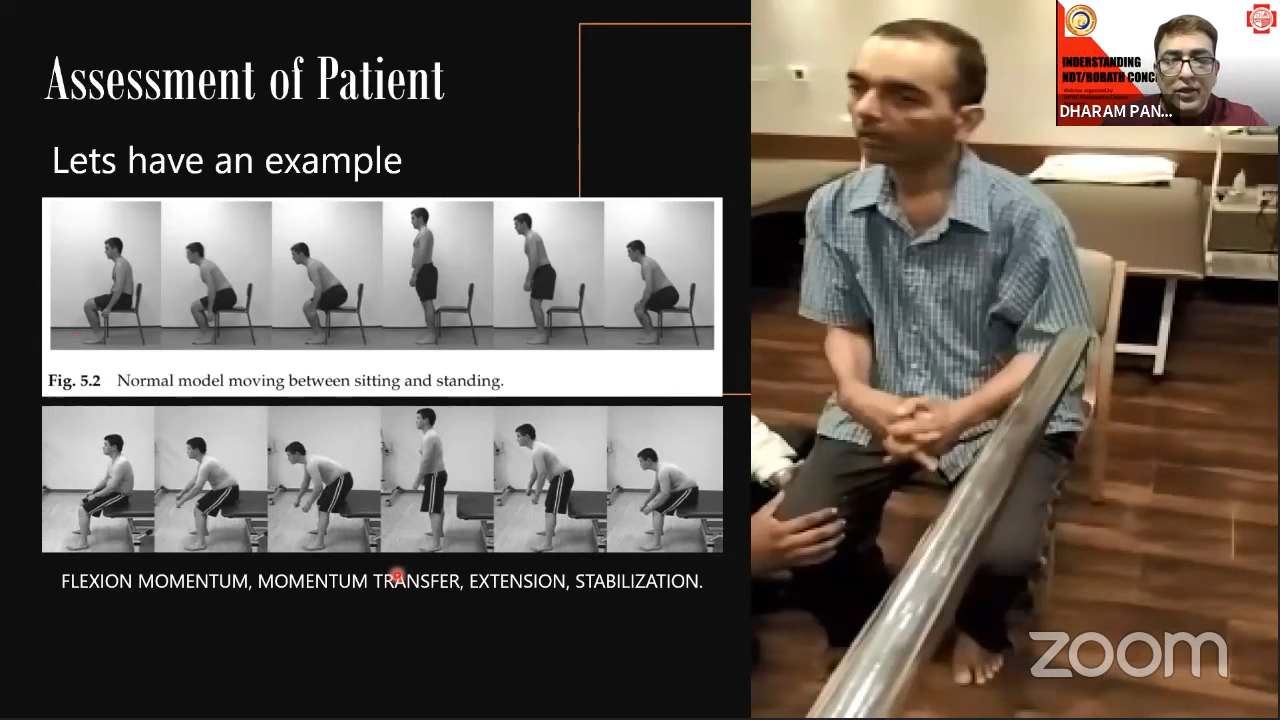 Assessment of Patient
Lets have an example
Fig. 5.2 Normal model moving between sitting and standing.
FLEXION MOMENTUM, MOMENTUM TRANSFER, EXTENSION, STABILIZATION.
INDERSTANDING
NDT/BOBATH CONC
DHARAM PAN...
zoom